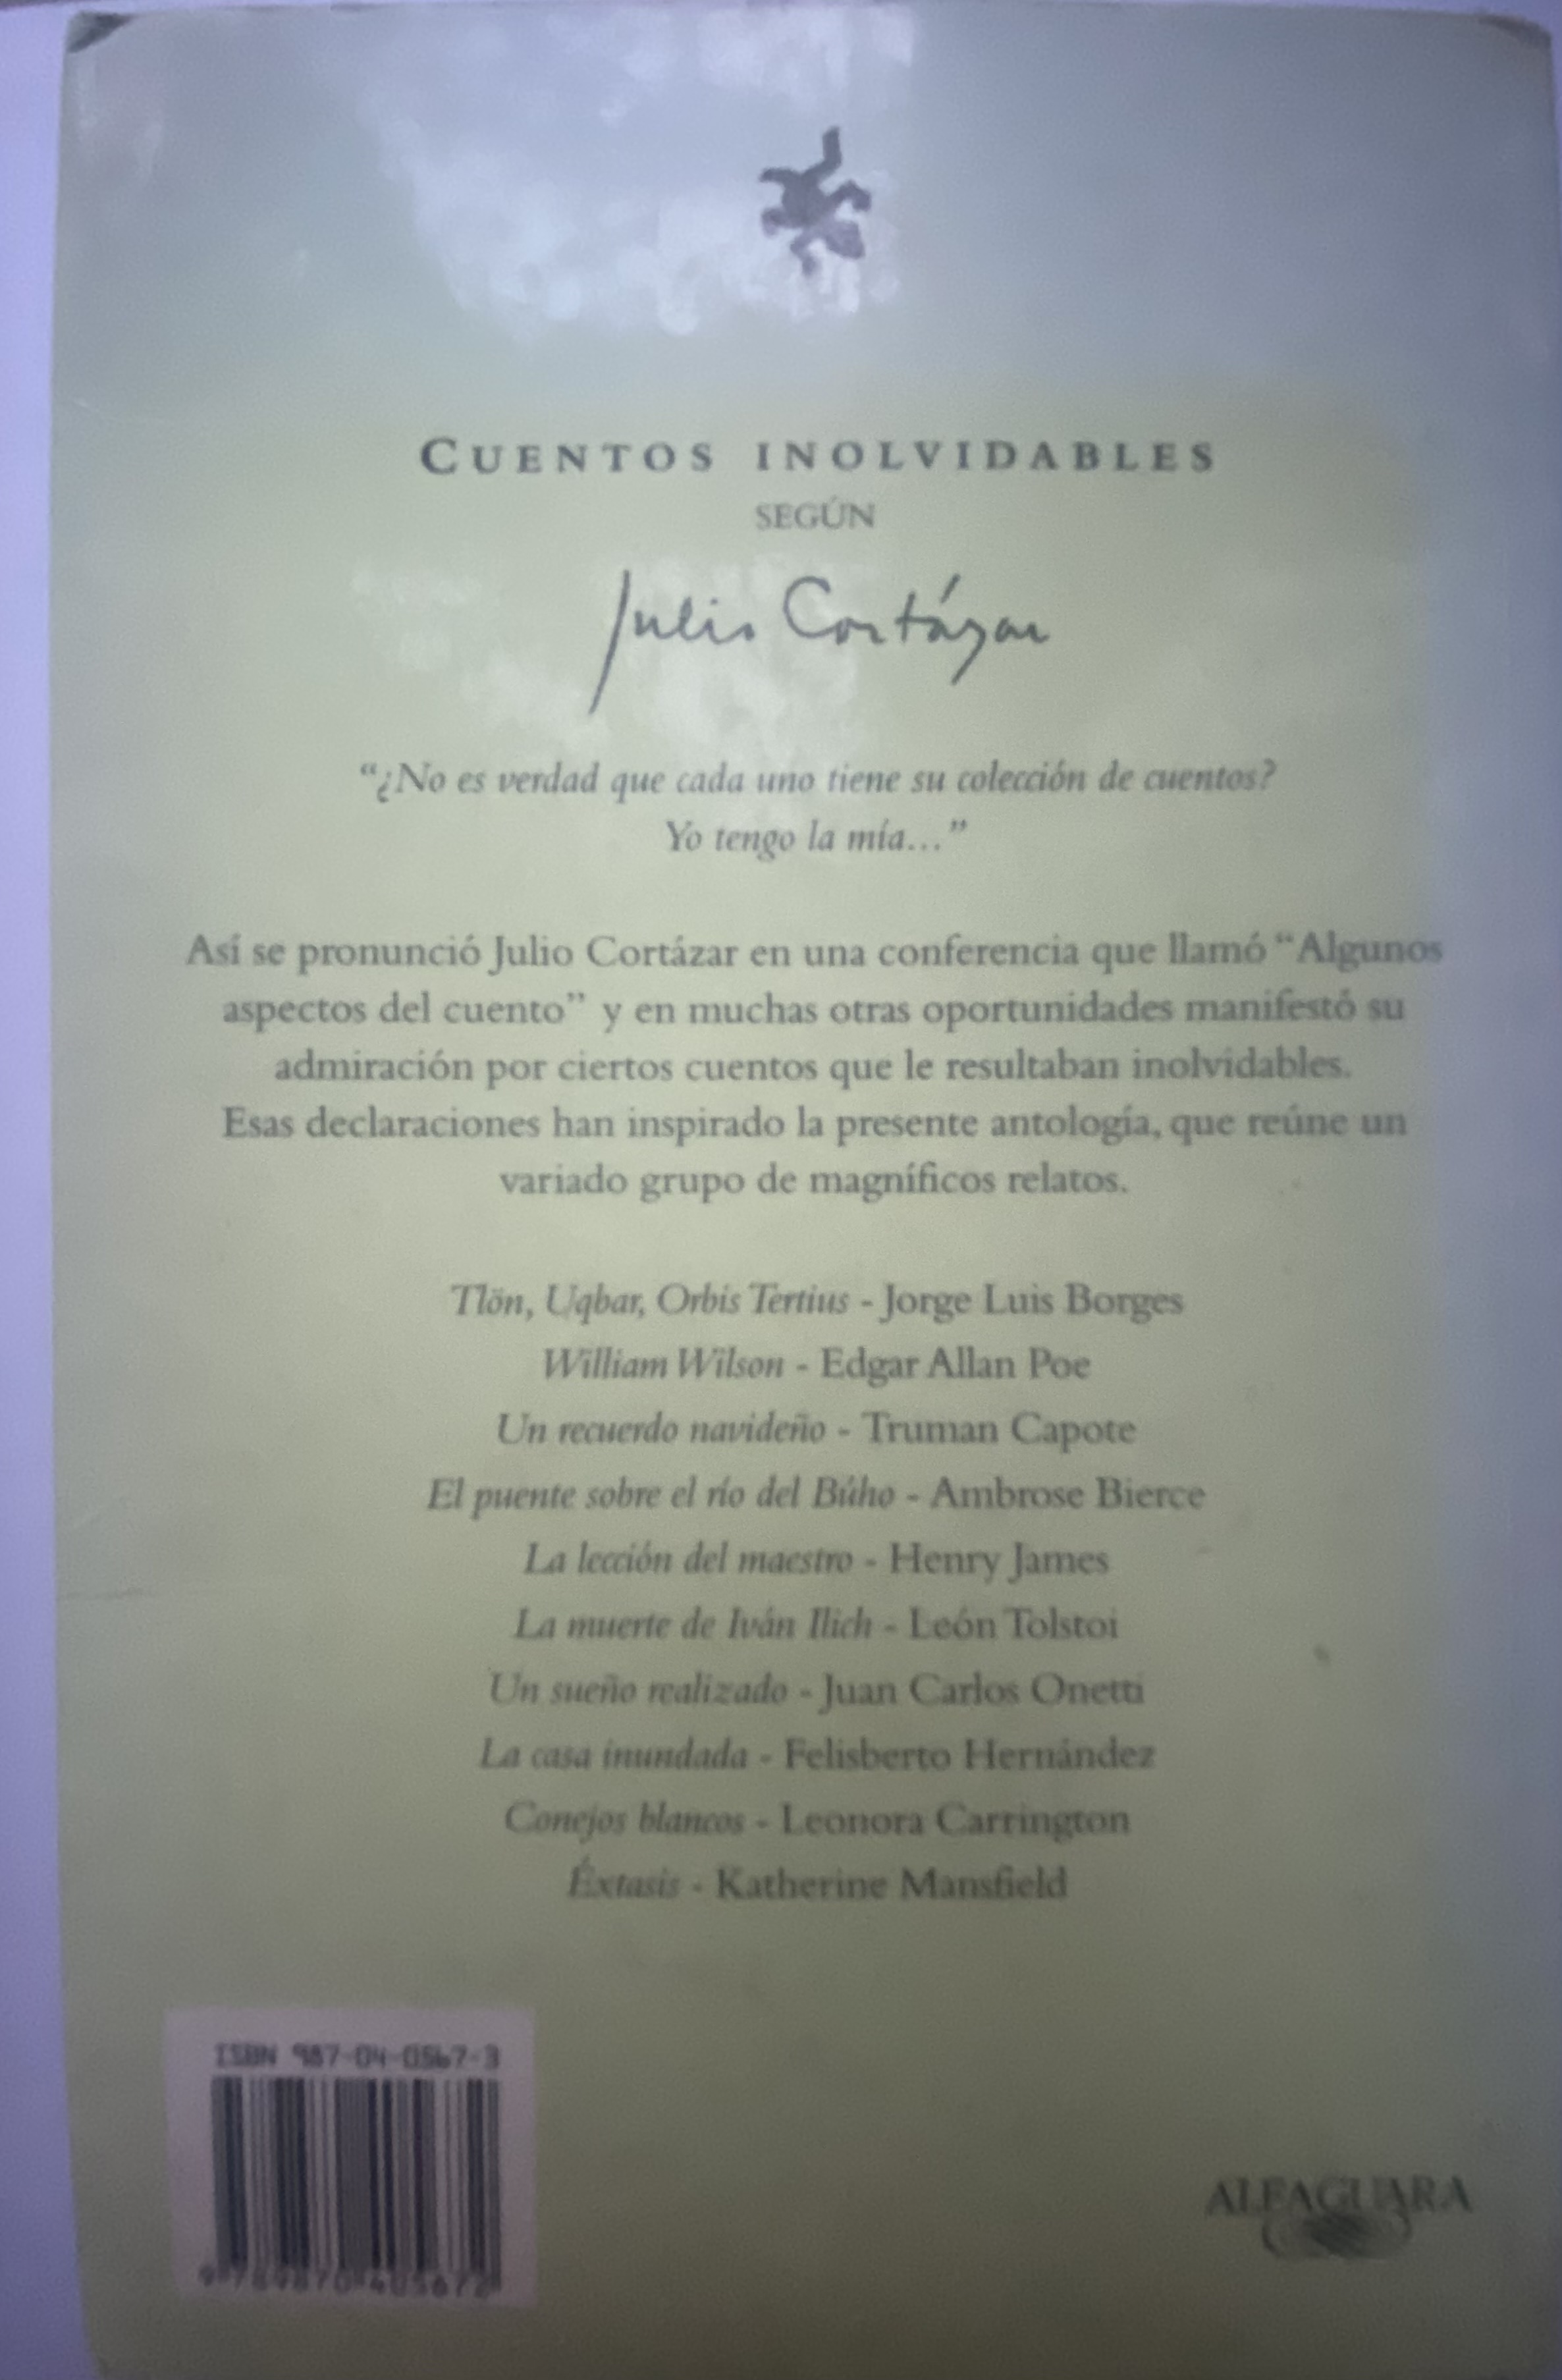 CUENTOS INOLVIDABLES
SEGÚN
Julio Cortázar
“¿No es verdad que cada uno tiene su colección de cuentos?
Yo tengo la mía...”
Así se pronunció Julio Cortázar en una conferencia que llamó “Algunos
aspectos del cuento” y en muchas otras oportunidades manifestó su
admiración por ciertos cuentos que le resultaban inolvidables.
Esas declaraciones han inspirado la presente antología, que reúne un
variado grupo de magníficos relatos.
Tlön, Uqbar, Orbis Tertius - Jorge Luis Borges
William Wilson - Edgar Allan Poe
Un recuerdo navideño - Truman Capote
El puente sobre el río del Búho - Ambrose Bierce
La lección del maestro - Henry James
La muerte de Iván Ilich - León Tolstoi
Un sueño realizado - Juan Carlos Onetti
La casa inundada - Felisberto Hernández
Conejos blancos - Leonora Carrington
Éxtasis - Katherine Mansfield
ISBN 987-04-0567-3
9 789870 405672
ALFAGUARA